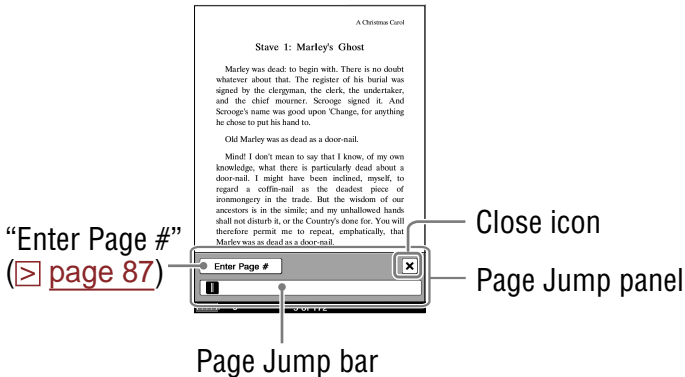 A Christmas Carol
Stave 1: Marley's Ghost
Marley was dead: to begin with. There is no doubt
whatever about that. The register of his burial was
signed by the clergyman, the clerk, the undertaker,
and the chief mourner. Scrooge signed it. And
Scrooge's name was good upon 'Change, for anything
he chose to put his hand to.
Old Marley was as dead as a door-nail.
Mind! I don't mean to say that I know, of my own
knowledge, what there is particularly dead about a
door-nail. I might have been inclined, myself, to
regard a coffin-nail as the deadest piece of
ironmongery in the trade. But the wisdom of our
ancestors is in the simile; and my unhallowed hands
shall not disturb it, or the Country's done for. You will
therefore permit me to repeat, emphatically, that
Marley was as dead as a door-nail.
Enter Page #
"Enter Page #"
(> page 87)
Close icon
Page Jump panel
Page Jump bar